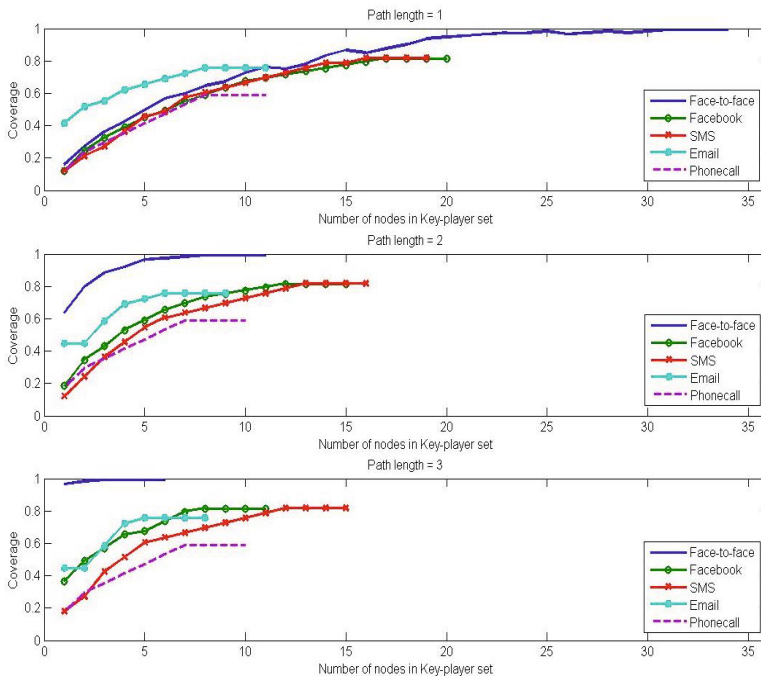 Path length = 1
1
0.8
0.6
0.4
0.2
0
Coverage
Face-to-face
Facebook
SMS
Email
Phonecall
0 5 10 15 20 25 30 35
Number of nodes in Key-player set
Path length = 2
1
0.8
0.6
0.4
0.2
0
Coverage
Face-to-face
Facebook
SMS
Email
Phonecall
0 5 10 15 20 25 30 35
Number of nodes in Key-player set
Path length = 3
1
0.8
0.6
0.4
0.2
0
Coverage
Face-to-face
Facebook
SMS
Email
Phonecall
0 5 10 15 20 25 30 35
Number of nodes in Key-player set